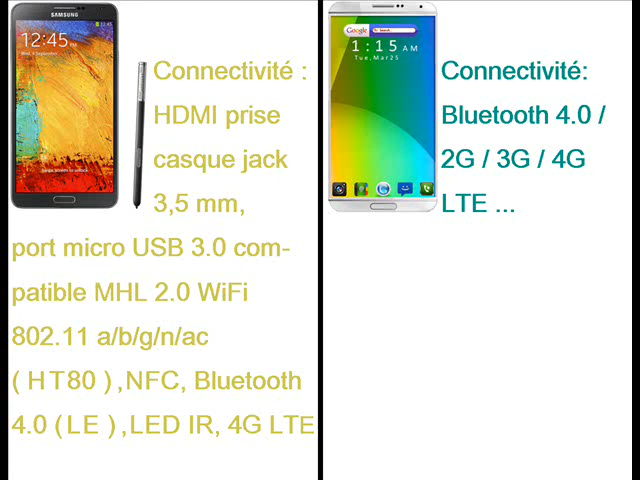 SAMSUNG
12:45 PM
Connectivité :
HDMI prise
casque jack
3,5 mm,
port micro USB 3.0 com-
patible MHL 2.0 WiFi
802.11 a/b/g/n/ac
( HT80 ) ,NFC, Bluetooth
4.0 ( LE ) ,LED IR, 4G LTE
Google
1:15 AM
Tue,Mar25
Connectivité:
Bluetooth 4.0 /
2G / 3G / 4G
LTE ...